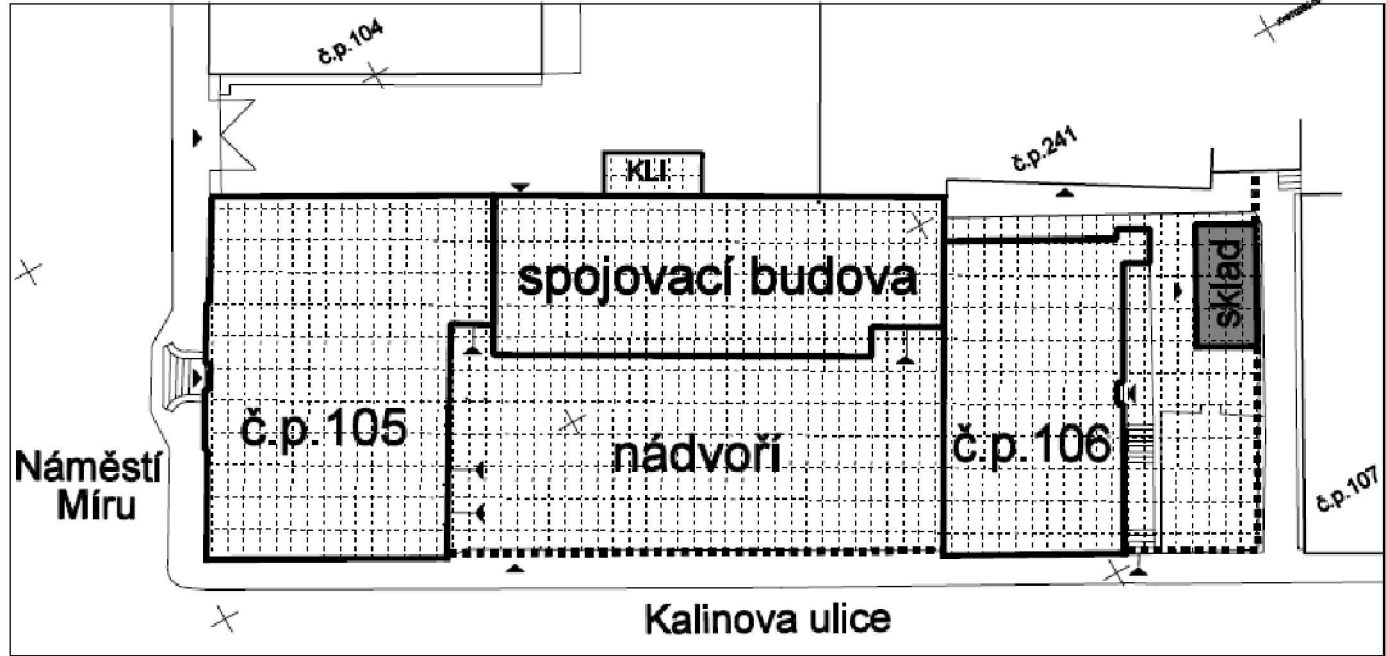 č.p.104
č.p.241
KLI
sklad
spojovací budova
č.p.105
nádvoří
č.p.106
Náměstí
Míru
č.p.107
Kalinova ulice